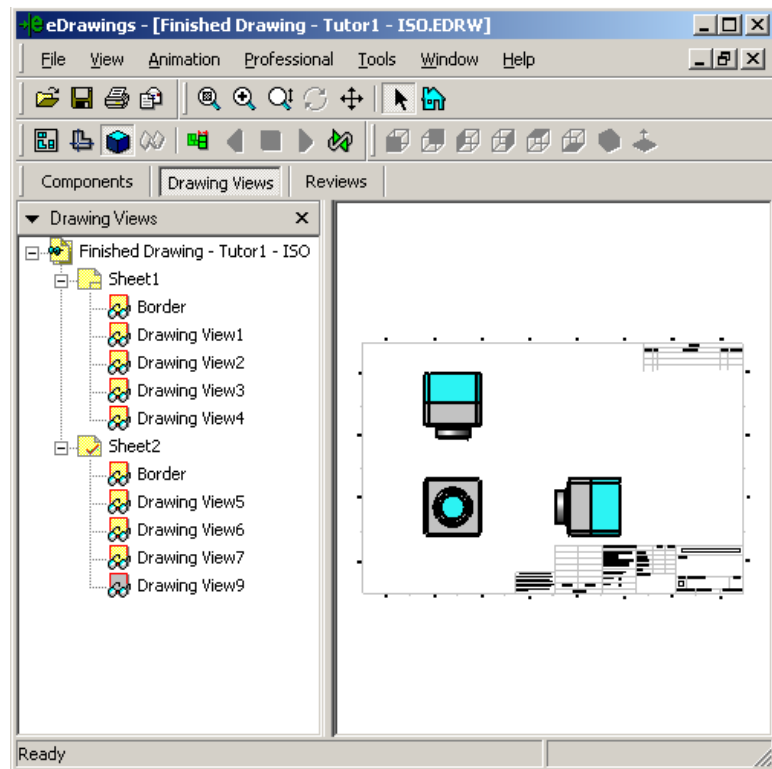 eDrawings - [Finished Drawing - Tutor1 - ISO.EDRW]
File View Animation Professional Tools Window Help
Components Drawing Views Reviews
Drawing Views
Finished Drawing - Tutor1 - ISO
Sheet1
Border
Drawing View1
Drawing View2
Drawing View3
Drawing View4
Sheet2
Border
Drawing View5
Drawing View6
Drawing View7
Drawing View9
Ready